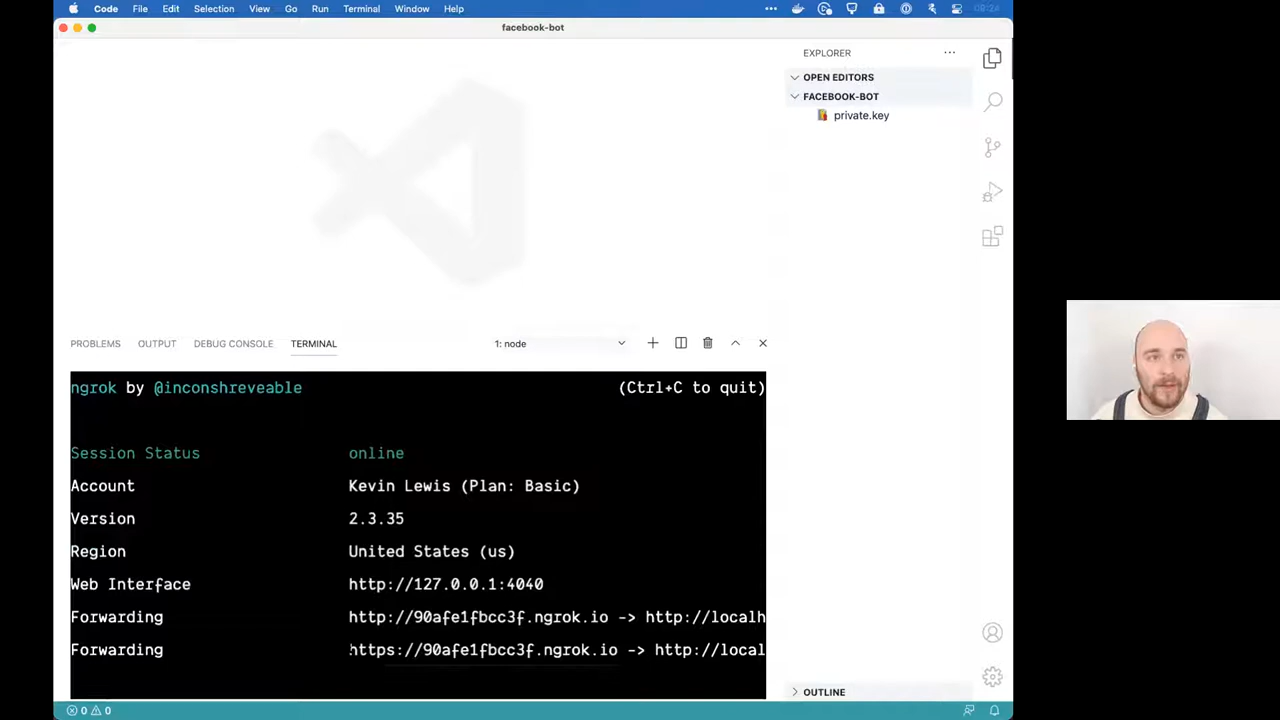 Code File Edit Selection View Go Run Terminal Window Help 09:24
facebook-bot
EXPLORER
OPEN EDITORS
FACEBOOK-BOT
private.key
PROBLEMS OUTPUT DEBUG CONSOLE TERMINAL 1: node
ngrok by @inconshreveable (Ctrl+C to quit)
Session Status online
Account Kevin Lewis (Plan: Basic)
Version 2.3.35
Region United States (us)
Web Interface http://127.0.0.1:4040
Forwarding http://90afe1fbcc3f.ngrok.io -> http://localh
Forwarding https://90afe1fbcc3f.ngrok.io -> http://local
OUTLINE
0 0